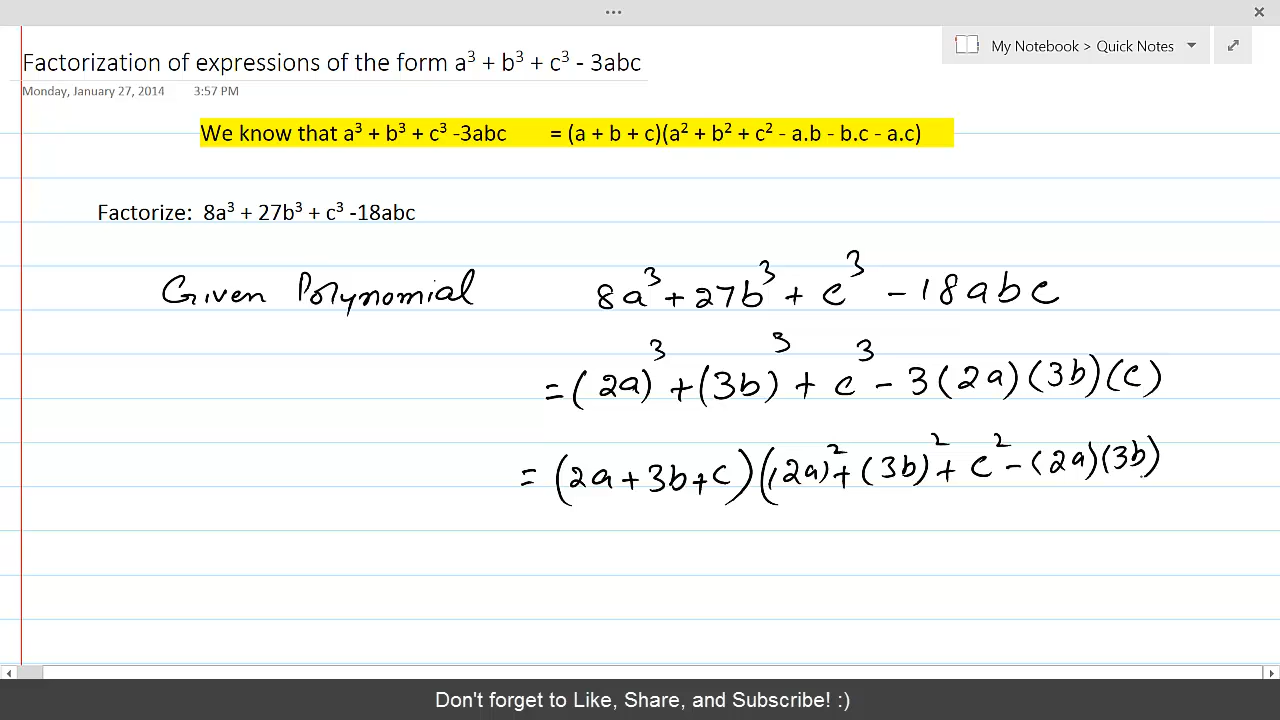 ...
My Notebook > Quick Notes
Factorization of expressions of the form a³ + b³ + c³ - 3abc
Monday, January 27, 2014 3:57 PM
We know that a³ + b³ + c³ -3abc = (a + b + c)(a² + b² + c² - a.b - b.c - a.c)
Factorize: 8a³ + 27b³ + c³ -18abc
Given Polynomial 8a³ + 27b³ + c³ - 18abc
= (2a)³ + (3b)³ + c³ - 3(2a)(3b)(c)
= (2a + 3b + c)((2a)² + (3b)² + c² - (2a)(3b)
Don't forget to Like, Share, and Subscribe! :)